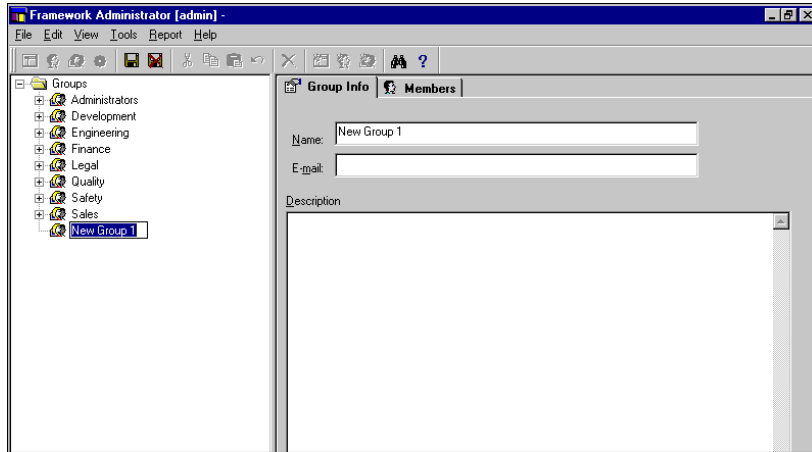 Framework Administrator [admin] -
File Edit View Tools Report Help
Groups
Administrators
Development
Engineering
Finance
Legal
Quality
Safety
Sales
New Group 1
Group Info
Members
Name:
New Group 1
E-mail:
Description